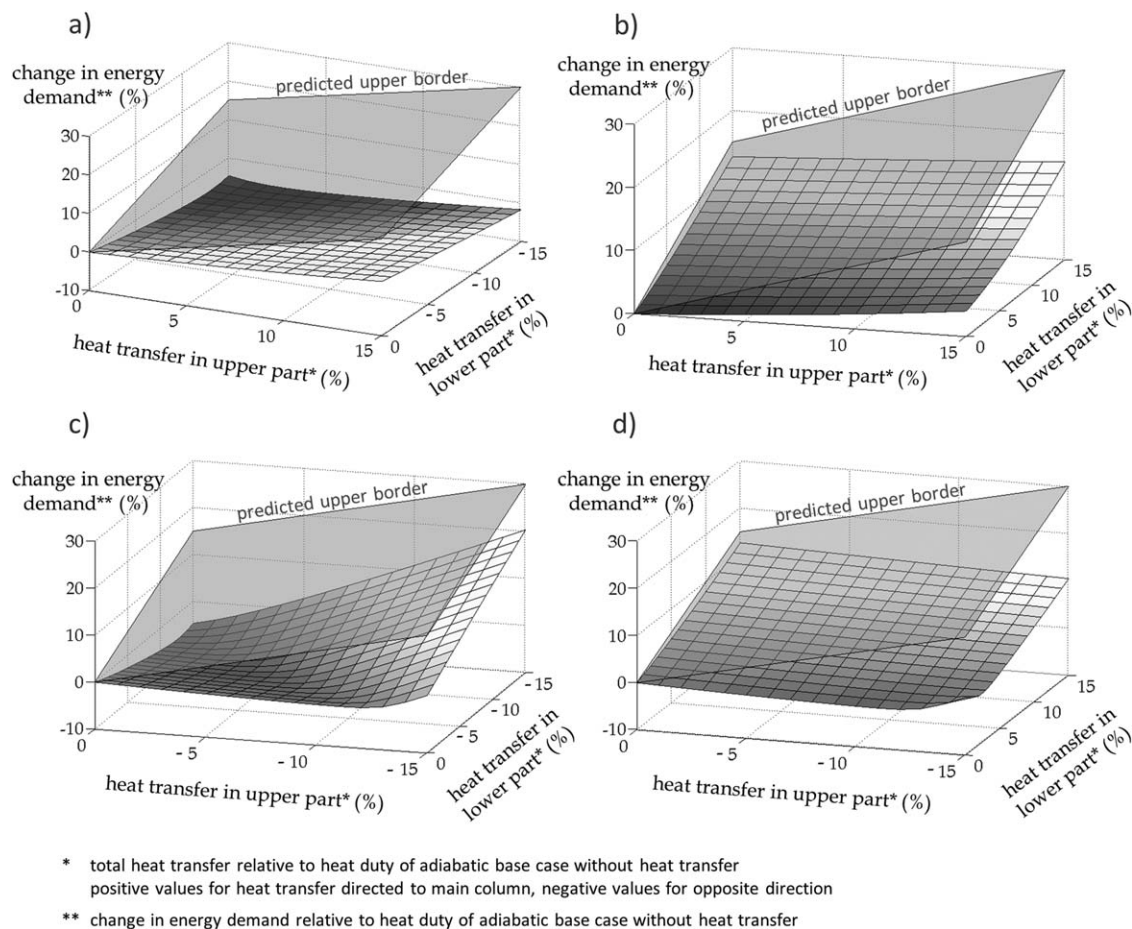 a)
change in energy
demand** (%)
predicted upper border
30
20
10
0
-10
0
5
10
15
heat transfer in upper part* (%)
0
- 5
- 10
- 15
heat transfer in
lower part* (%)
b)
change in energy
demand** (%)
predicted upper border
30
20
10
0
0
5
10
15
heat transfer in upper part* (%)
0
5
10
15
heat transfer in
lower part* (%)
c)
change in energy
demand** (%)
predicted upper border
30
20
10
0
-10
0
- 5
- 10
- 15
heat transfer in upper part* (%)
0
- 5
- 10
- 15
heat transfer in
lower part* (%)
d)
change in energy
demand** (%)
predicted upper border
30
20
10
0
-10
0
-5
-10
-15
heat transfer in upper part* (%)
0
5
10
15
heat transfer in
lower part* (%)
* total heat transfer relative to heat duty of adiabatic base case without heat transfer
positive values for heat transfer directed to main column, negative values for opposite direction
** change in energy demand relative to heat duty of adiabatic base case without heat transfer